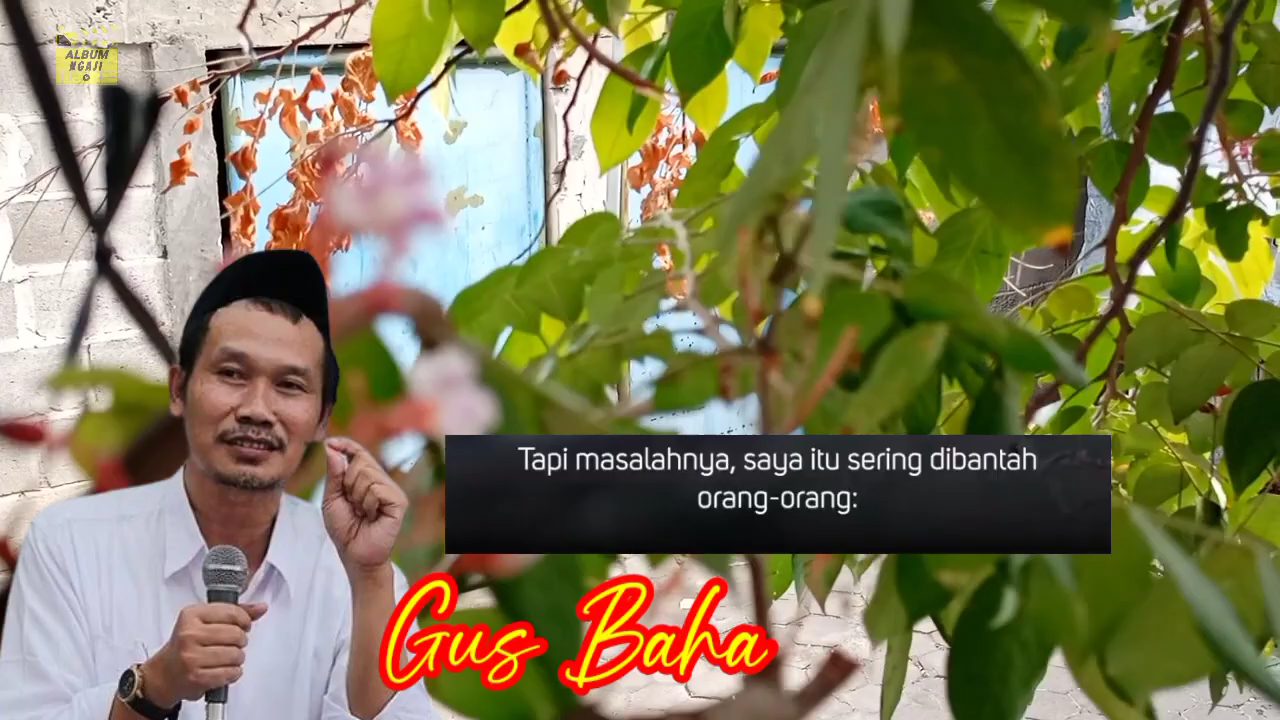 ALBUM
NGAJI
©
Tapi masalahnya, saya itu sering dibantah
orang-orang:
Gus Baha